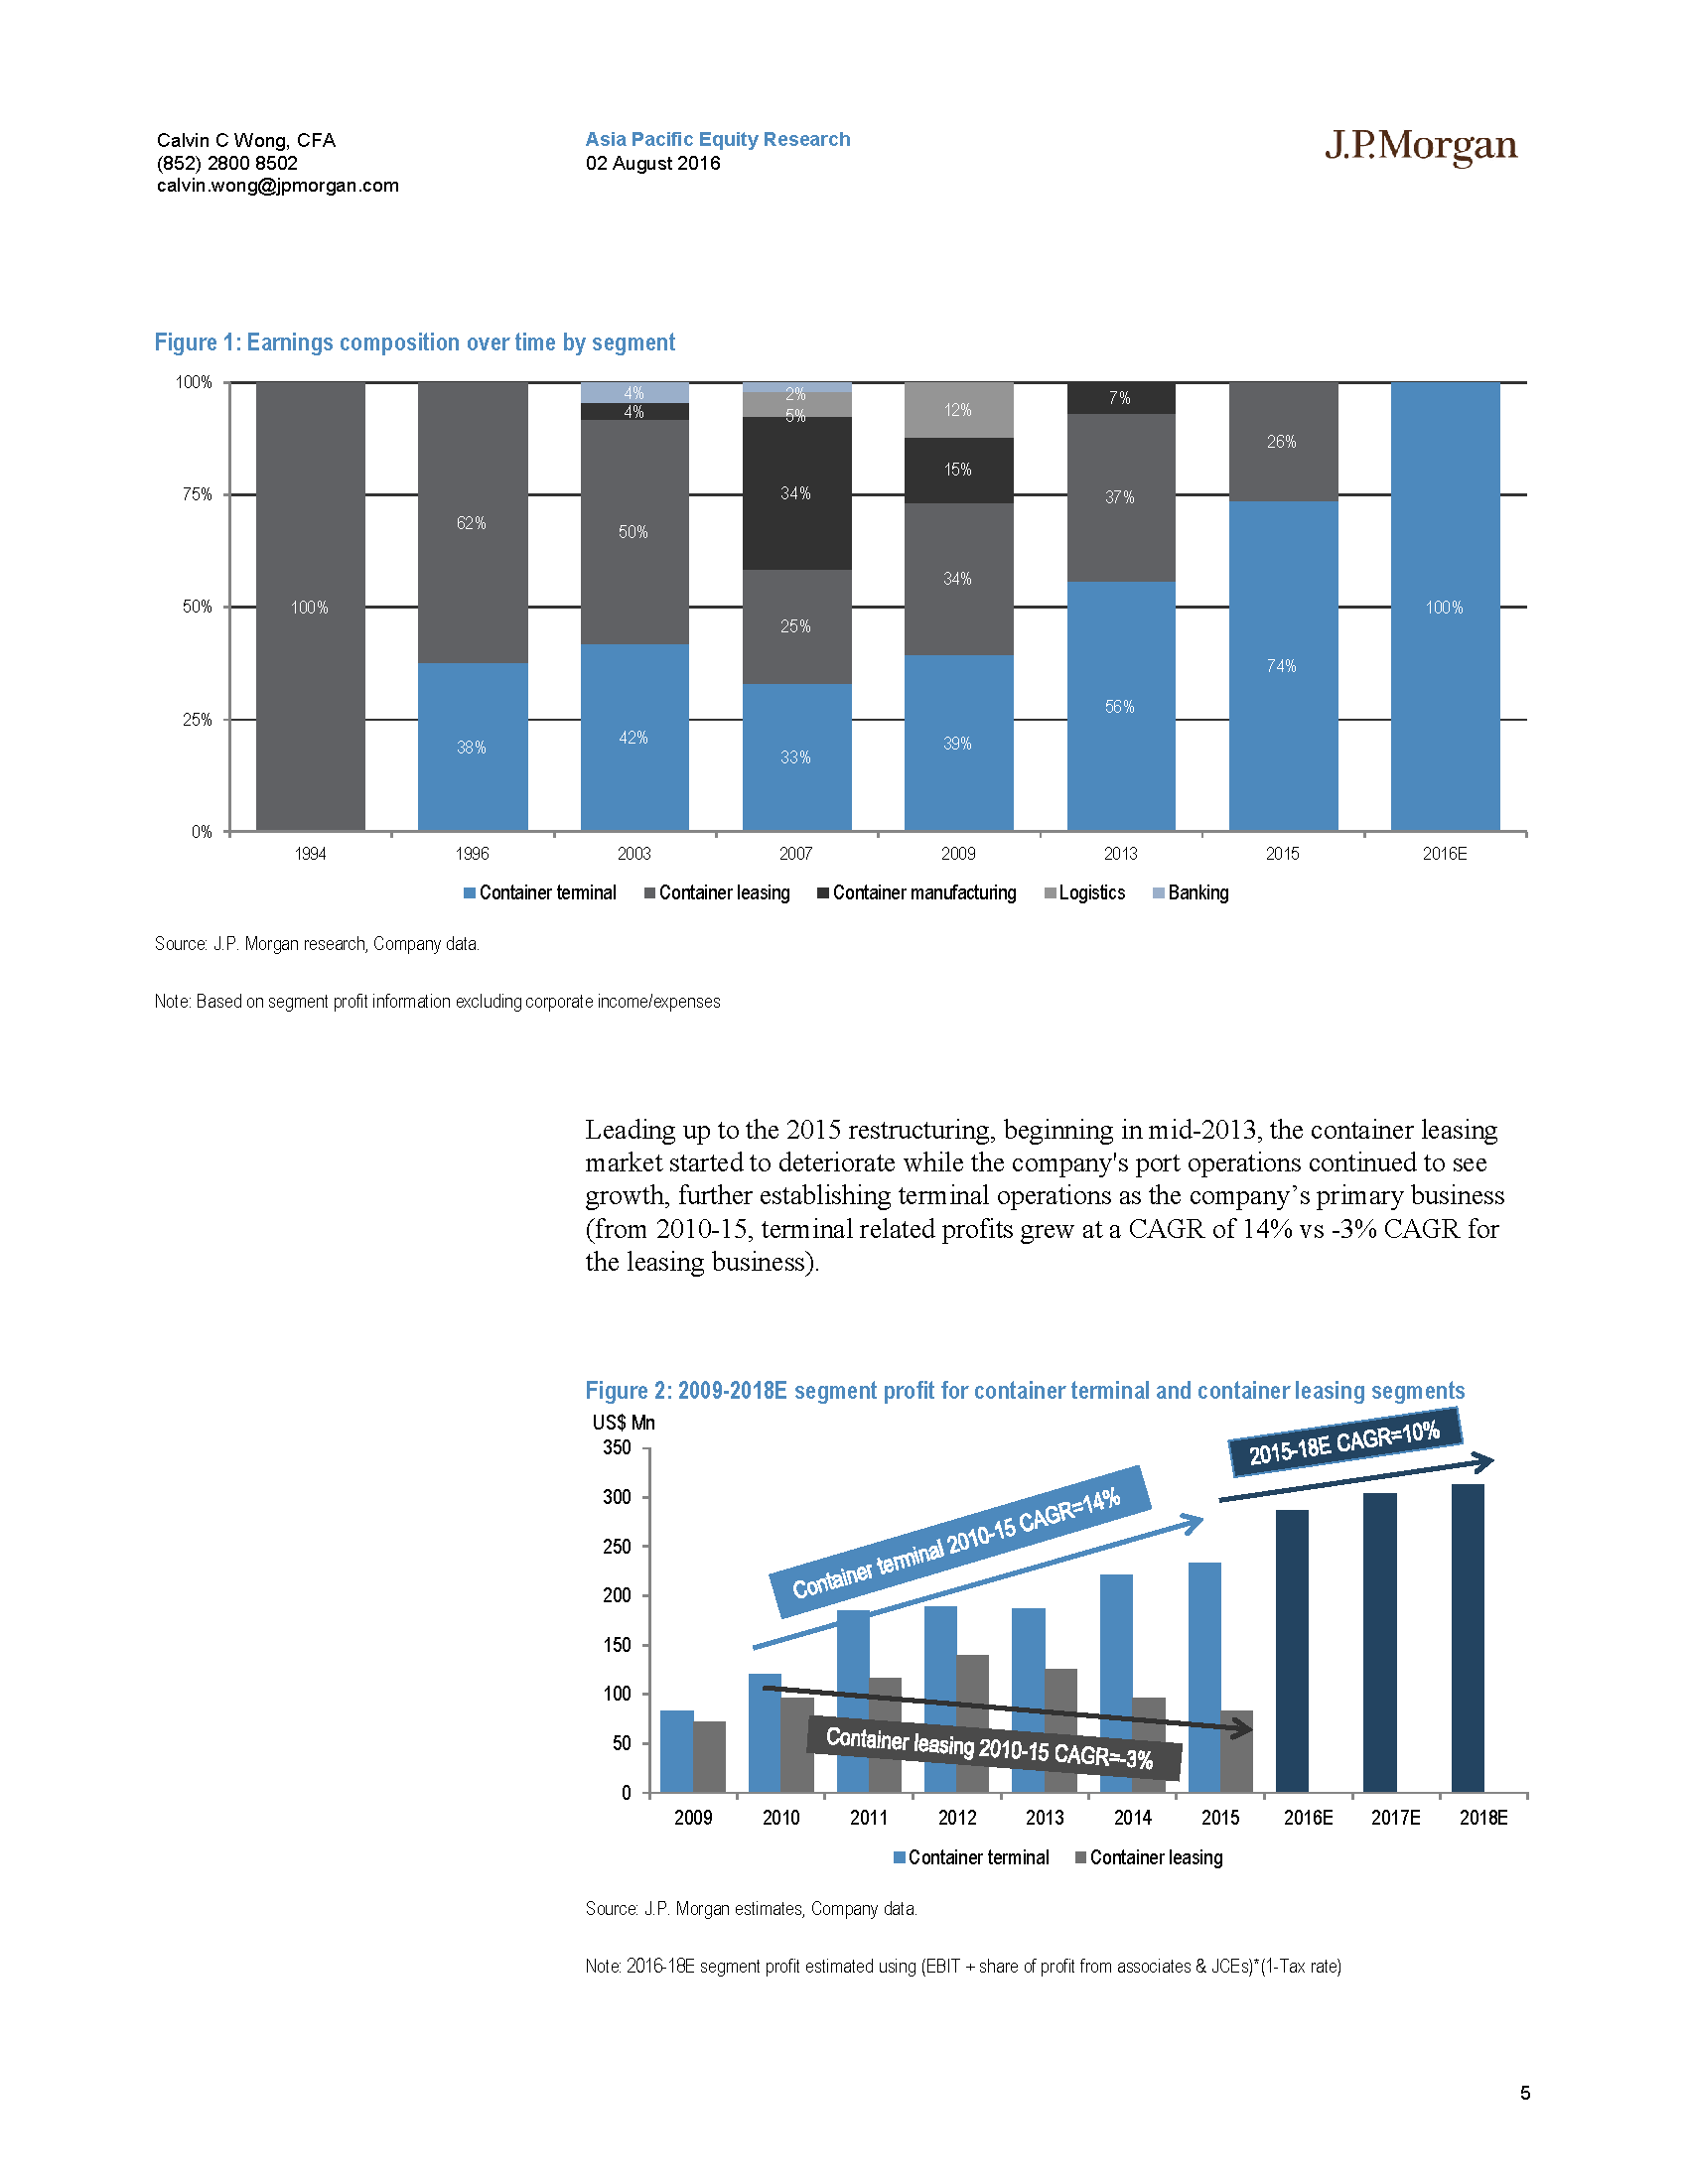 Calvin C Wong, CFA
(852) 2800 8502
calvin.wong@jpmorgan.com
Asia Pacific Equity Research
02 August 2016
J.P.Morgan
Figure 1: Earnings composition over time by segment
100%
75%
50%
25%
0%
100%
62%
38%
4%
4%
50%
42%
2%
5%
34%
25%
33%
12%
15%
34%
39%
7%
37%
56%
26%
74%
100%
1994 1996 2003 2007 2009 2013 2015 2016E
Container terminal Container leasing Container manufacturing Logistics Banking
Source: J.P. Morgan research, Company data.
Note: Based on segment profit information excluding corporate income/expenses
Leading up to the 2015 restructuring, beginning in mid-2013, the container leasing
market started to deteriorate while the company's port operations continued to see
growth, further establishing terminal operations as the company’s primary business
(from 2010-15, terminal related profits grew at a CAGR of 14% vs -3% CAGR for
the leasing business).
Figure 2: 2009-2018E segment profit for container terminal and container leasing segments
US$ Mn
350
300
250
200
150
100
50
0
2015-18E CAGR=10%
Container terminal 2010-15 CAGR=14%
Container leasing 2010-15 CAGR=-3%
2009 2010 2011 2012 2013 2014 2015 2016E 2017E 2018E
Container terminal Container leasing
Source: J.P. Morgan estimates, Company data.
Note: 2016-18E segment profit estimated using (EBIT + share of profit from associates & JCEs)*(1-Tax rate)
5